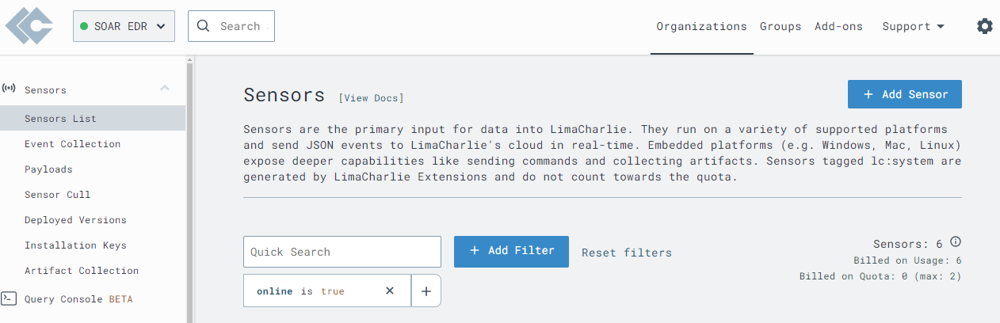 SOAR EDR
Search
Organizations Groups Add-ons Support
Sensors
Sensors List
Event Collection
Payloads
Sensor Cull
Deployed Versions
Installation Keys
Artifact Collection
Query Console BETA
Sensors [View Docs]
+ Add Sensor
Sensors are the primary input for data into LimaCharlie. They run on a variety of supported platforms
and send JSON events to LimaCharlie's cloud in real-time. Embedded platforms (e.g. Windows, Mac, Linux)
expose deeper capabilities like sending commands and collecting artifacts. Sensors tagged lc:system are
generated by LimaCharlie Extensions and do not count towards the quota.
Quick Search
+ Add Filter
Reset filters
online is true
Sensors: 6
Billed on Usage: 6
Billed on Quota: 0 (max: 2)